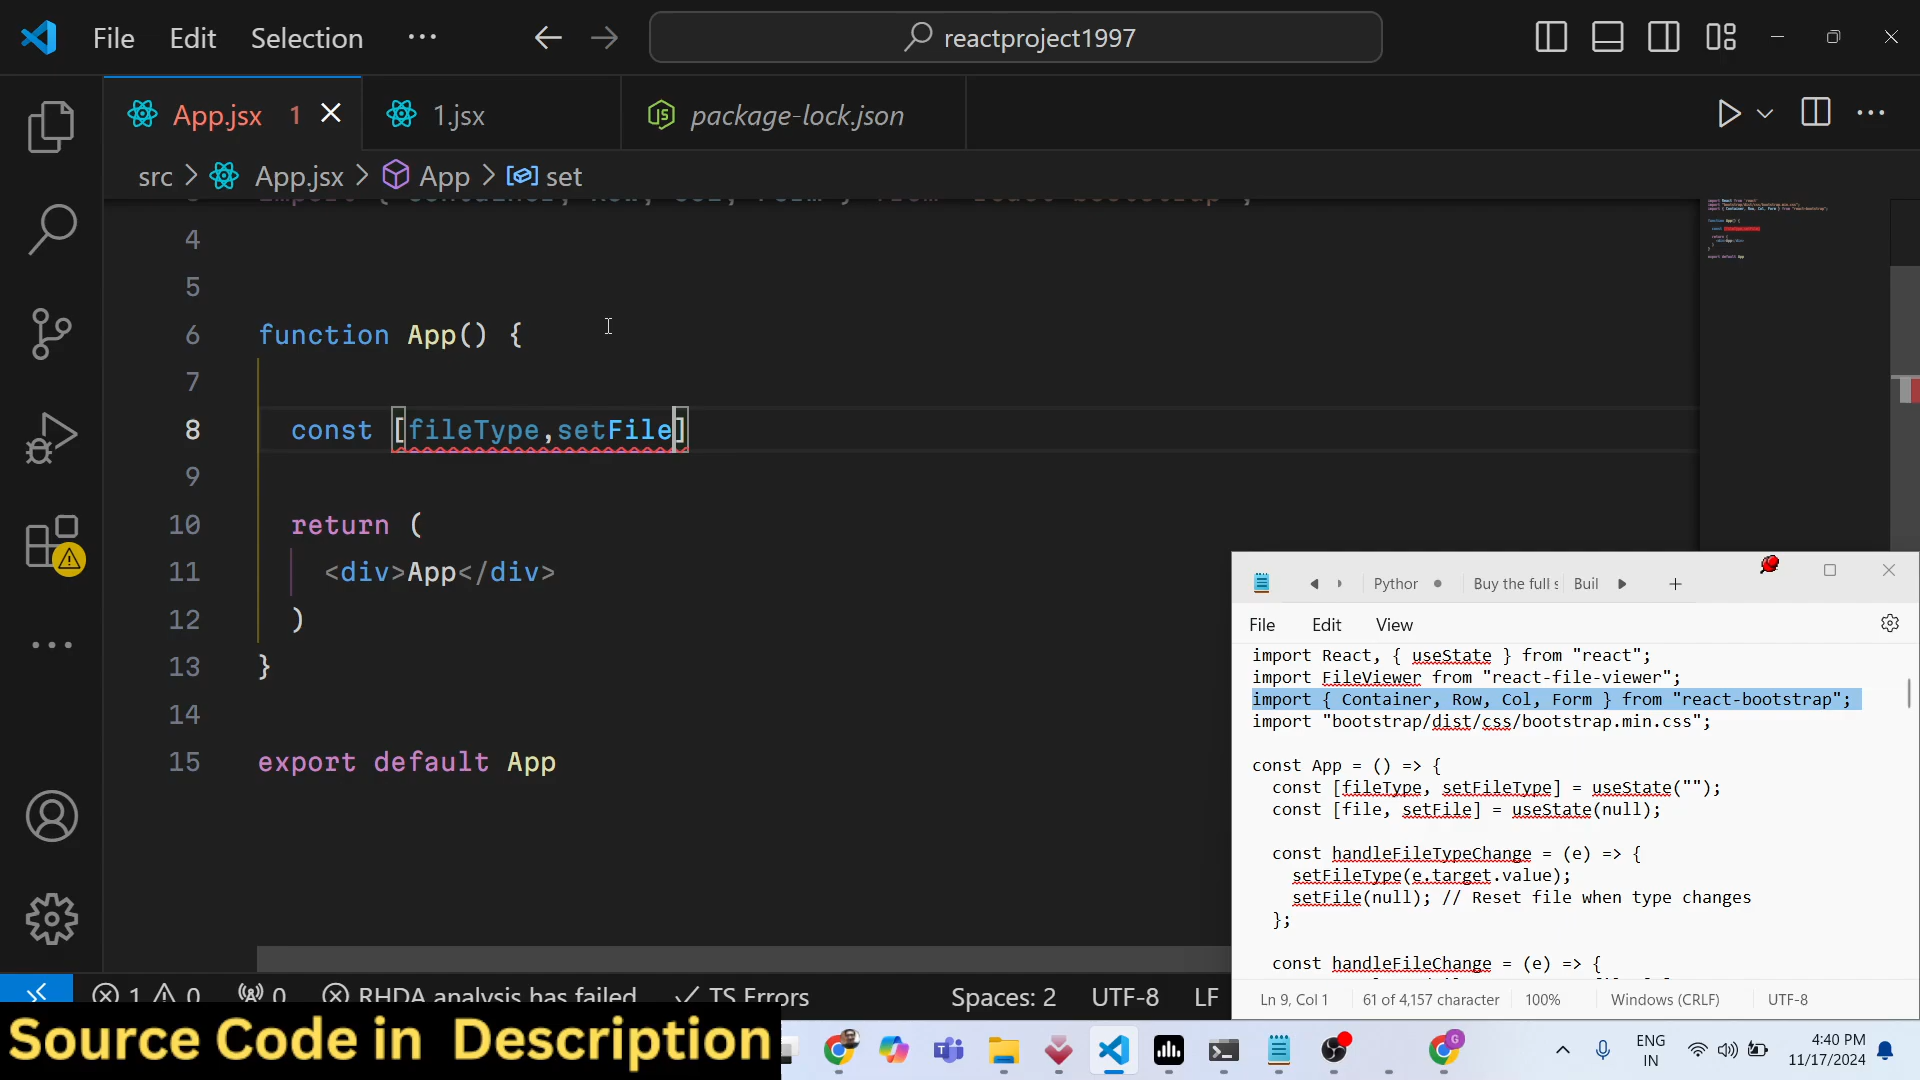 File Edit Selection ··· reactproject1997
App.jsx 1 1.jsx package-lock.json
src > App.jsx > App > set
4
5
6 function App() {
7
8 const [fileType,setFile]
9
10 return (
11 <div>App</div>
12 )
13 }
14
15 export default App
Python Buy the full s Buil
File Edit View
import React, { useState } from "react";
import FileViewer from "react-file-viewer";
import { Container, Row, Col, Form } from "react-bootstrap";
import "bootstrap/dist/css/bootstrap.min.css";
const App = () => {
const [fileType, setFileType] = useState("");
const [file, setFile] = useState(null);
const handleFileTypeChange = (e) => {
setFileType(e.target.value);
setFile(null); // Reset file when type changes
};
const handleFileChange = (e) => {
Ln 9, Col 1 61 of 4,157 character 100% Windows (CRLF) UTF-8
1 0 0 RHDA analysis has failed TS Errors Spaces: 2 UTF-8 LF
Source Code in Description
ENG
IN
4:40 PM
11/17/2024